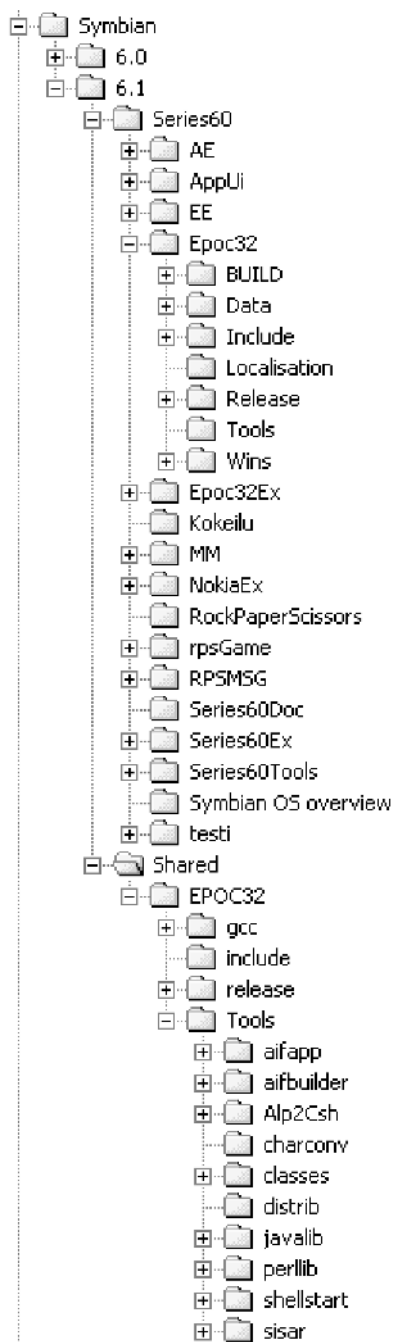 Symbian
6.0
6.1
Series60
AE
AppUi
EE
Epoc32
BUILD
Data
Include
Localisation
Release
Tools
Wins
Epoc32Ex
Kokeilu
MM
NokiaEx
RockPaperScissors
rpsGame
RPSMSG
Series60Doc
Series60Ex
Series60Tools
Symbian OS overview
testi
Shared
EPOC32
gcc
include
release
Tools
aifapp
aifbuilder
Alp2Csh
charconv
classes
distrib
javalib
perllib
shellstart
sisar